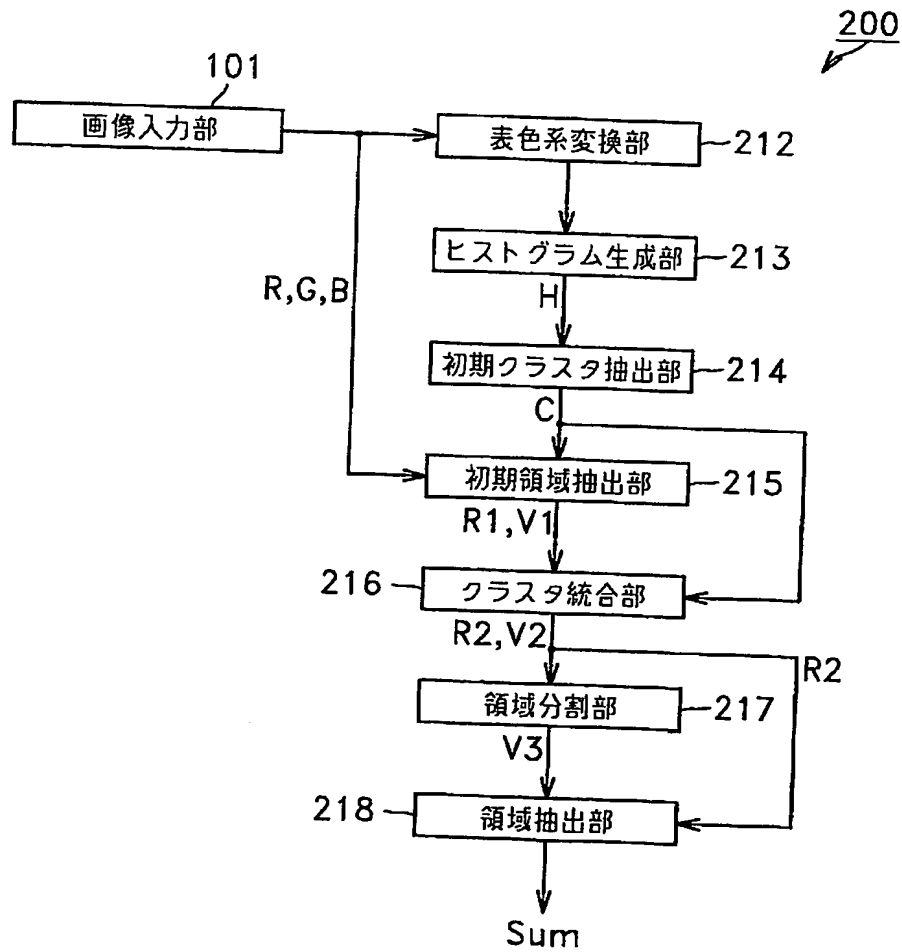 200
101
画像入力部
表色系変換部
212
ヒストグラム生成部
213
R,G,B
H
初期クラスタ抽出部
214
C
初期領域抽出部
215
R1,V1
216
クラスタ統合部
R2,V2
R2
領域分割部
217
V3
218
領域抽出部
Sum